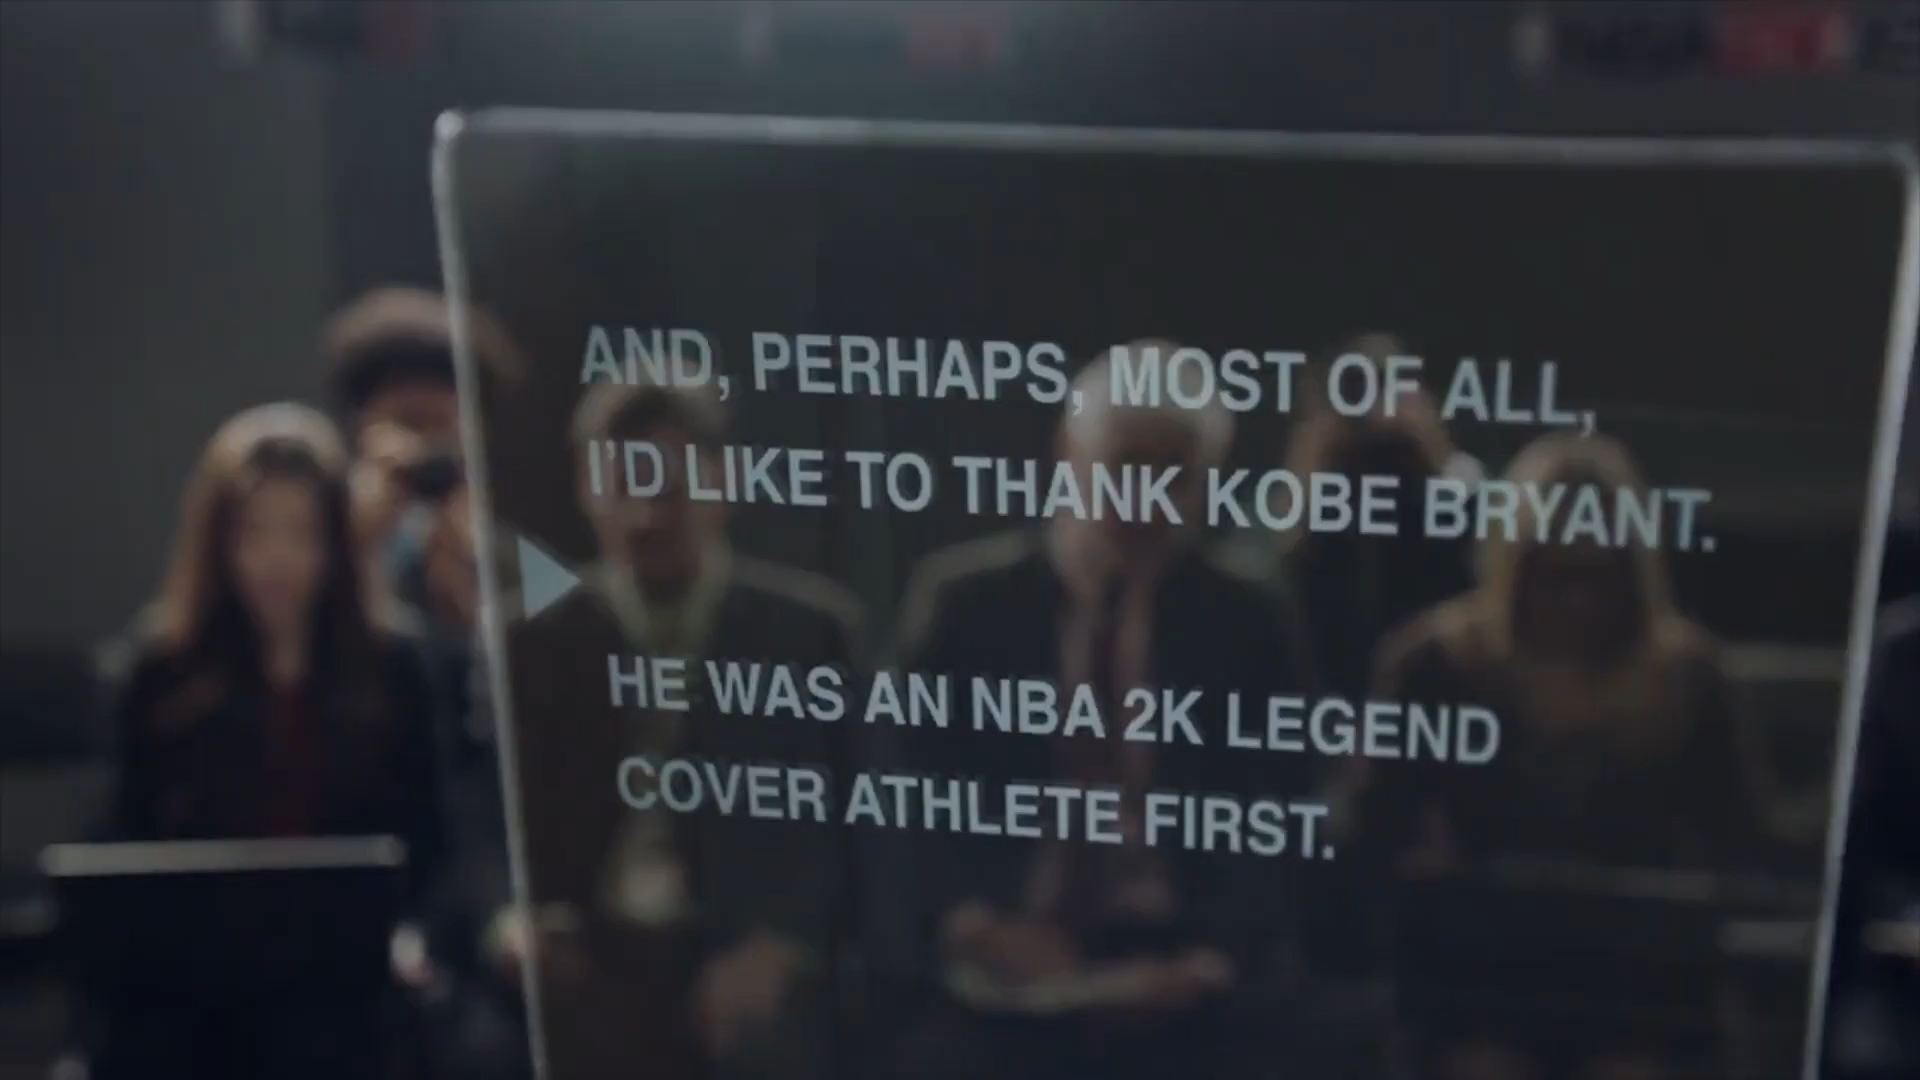 AND, PERHAPS, MOST OF ALL,
I'D LIKE TO THANK KOBE BRYANT.
HE WAS AN NBA 2K LEGEND
COVER ATHLETE FIRST.